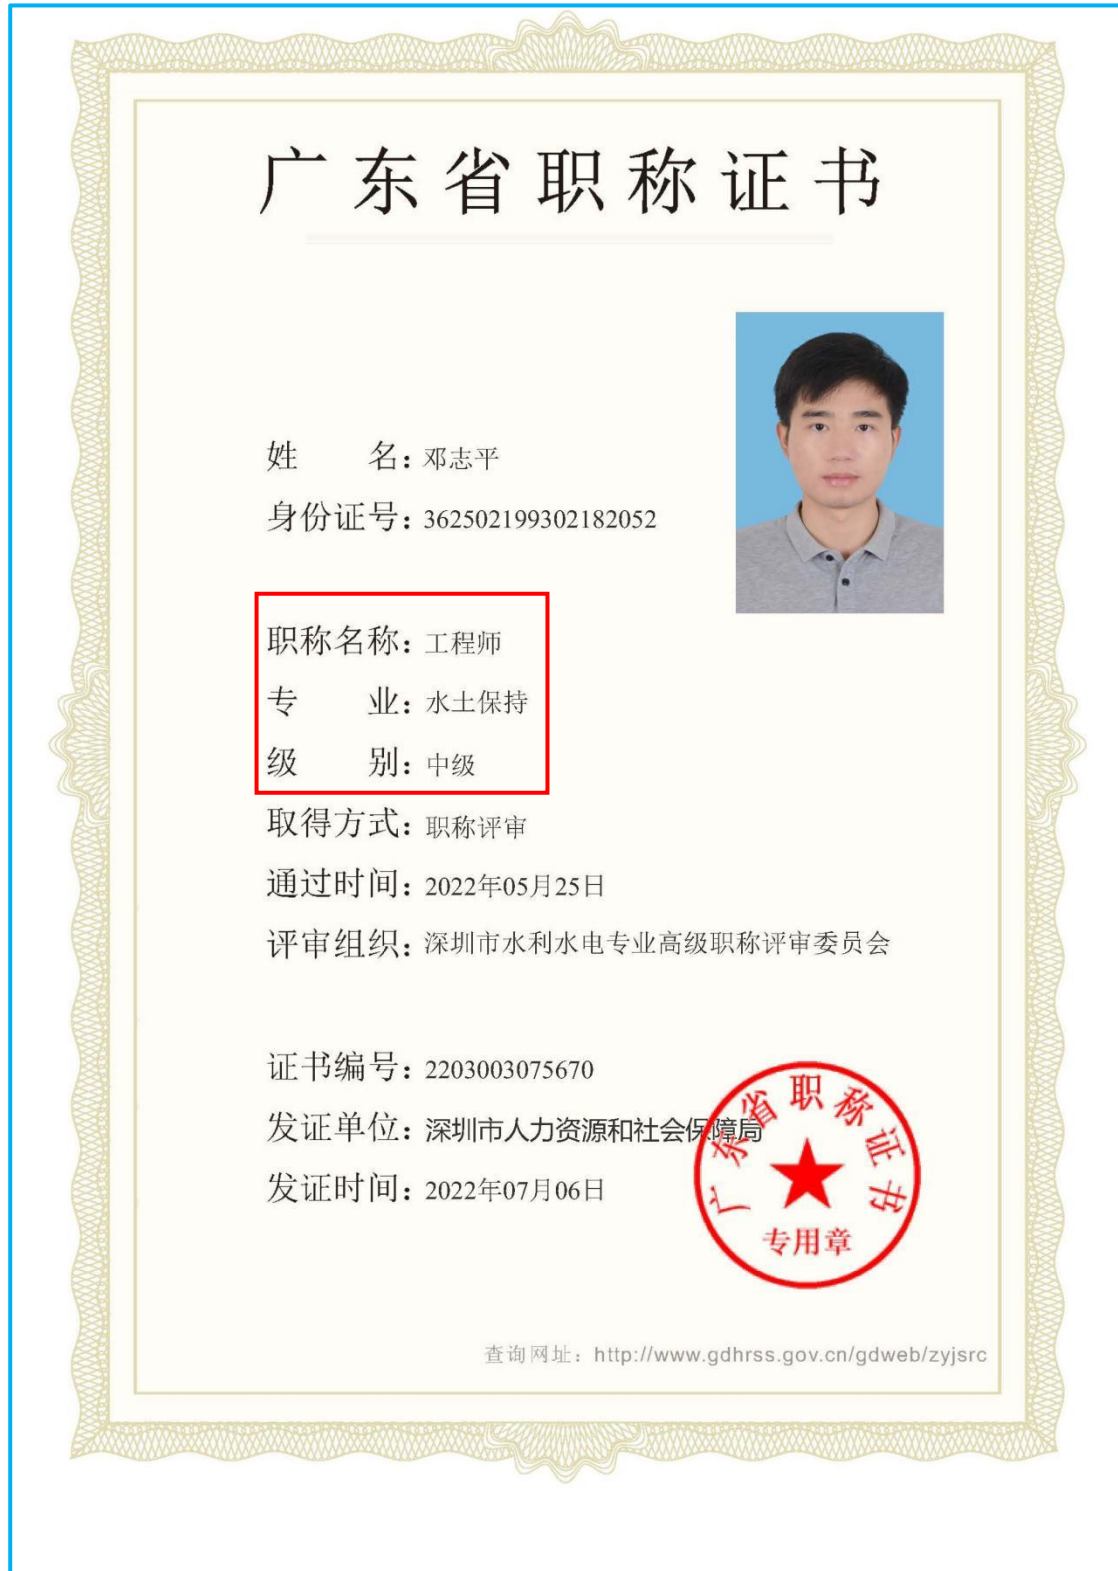 广东省职称证书
姓 名：邓志平
身份证号：362502199302182052
职称名称：工程师
专 业：水土保持
级 别：中级
取得方式：职称评审
通过时间：2022年05月25日
评审组织：深圳市水利水电专业高级职称评审委员会
证书编号：2203003075670
发证单位：深圳市人力资源和社会保障局
发证时间：2022年07月06日
广东省职称证书
专用章
查询网址：http://www.gdhrss.gov.cn/gdweb/zyjsrc